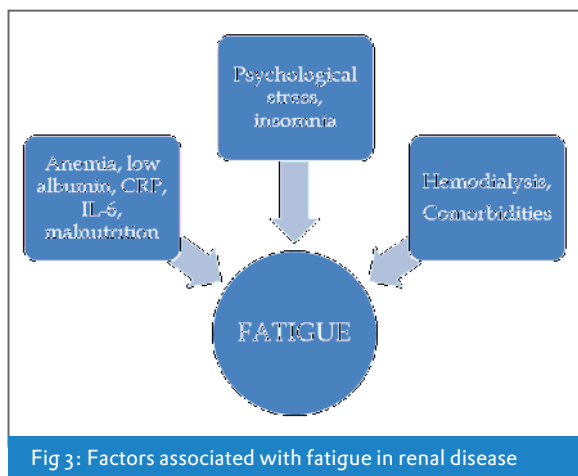 Psychological
stress,
insomnia
Anemia, low
albumin, CRP,
IL-6,
malnutrition
Hemodialysis,
Comorbidities
FATIGUE
Fig 3: Factors associated with fatigue in renal disease